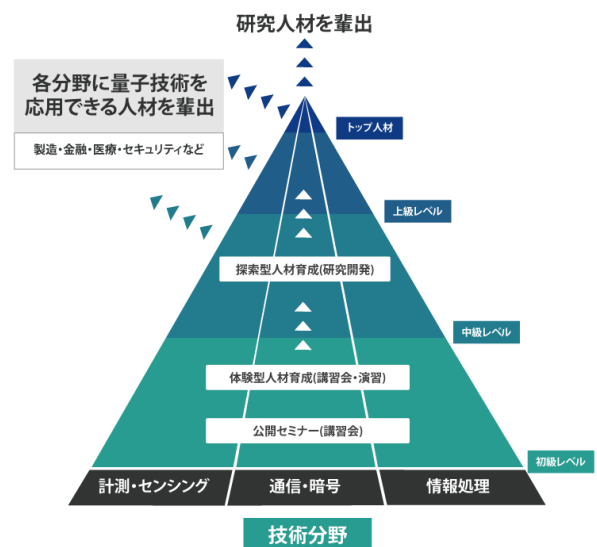 研究人材を輩出
各分野に量子技術を
応用できる人材を輩出
製造・金融・医療・セキュリティなど
トップ人材
上級レベル
探索型人材育成(研究開発)
中級レベル
体験型人材育成(講習会・演習)
公開セミナー(講習会)
初級レベル
計測・センシング
通信・暗号
情報処理
技術分野